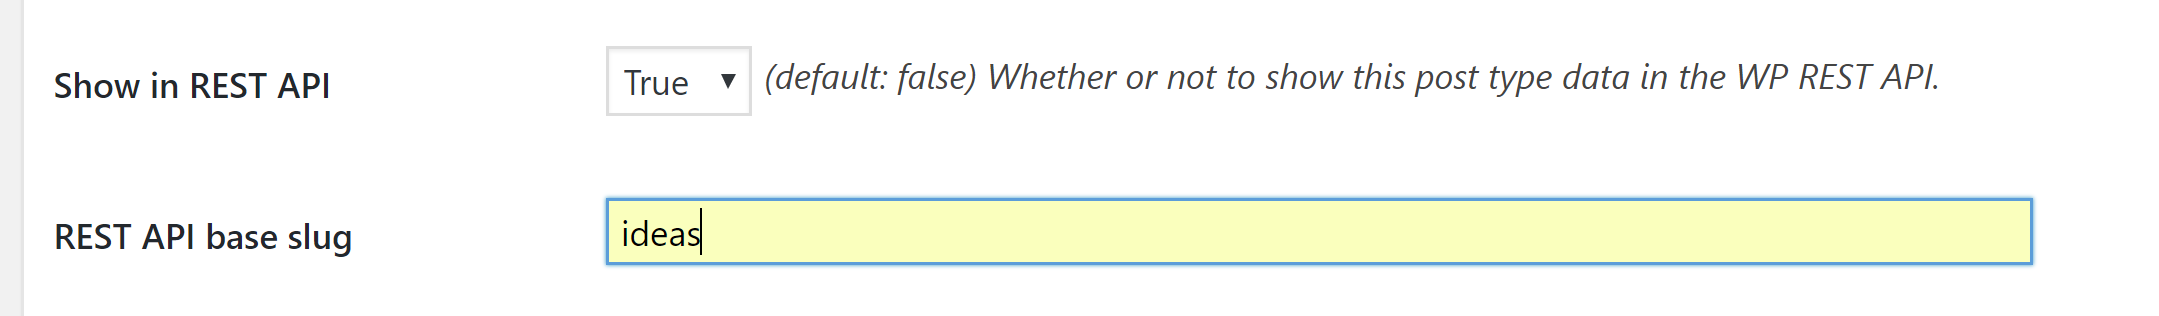 Show in REST API True (default: false) Whether or not to show this post type data in the WP REST API.
REST API base slug ideas